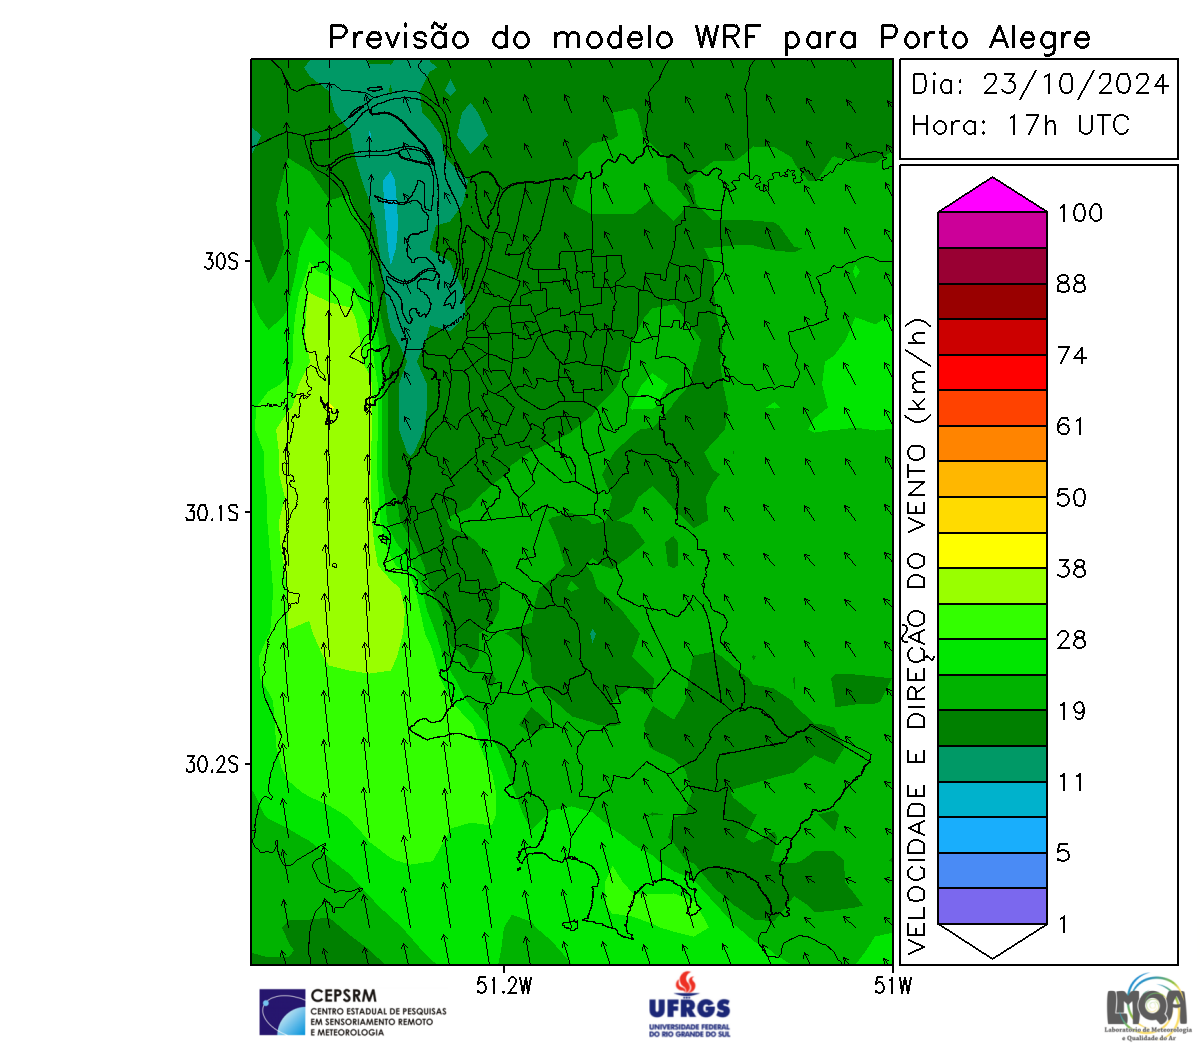 Previsão do modelo WRF para Porto Alegre
Dia: 23/10/2024
Hora: 17h UTC
30S
30.1S
30.2S
51.2W
51W
VELOCIDADE E DIREÇÃO DO VENTO (km/h)
100
88
74
61
50
38
28
19
11
5
1
CEPSRM
CENTRO ESTADUAL DE PESQUISAS
EM SENSORIAMENTO REMOTO
E METEOROLOGIA
UFRGS
UNIVERSIDADE FEDERAL
DO RIO GRANDE DO SUL
LMQA
Laboratório de Meteorologia
e Qualidade do Ar